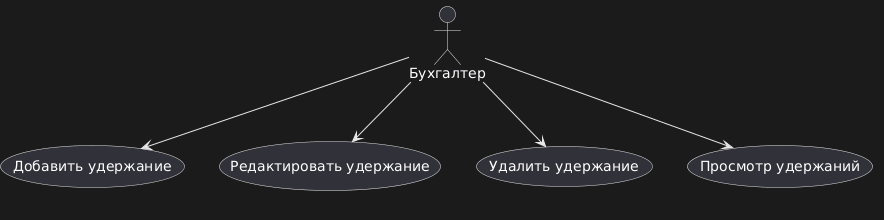 Бухгалтер
Добавить удержание
Редактировать удержание
Удалить удержание
Просмотр удержаний